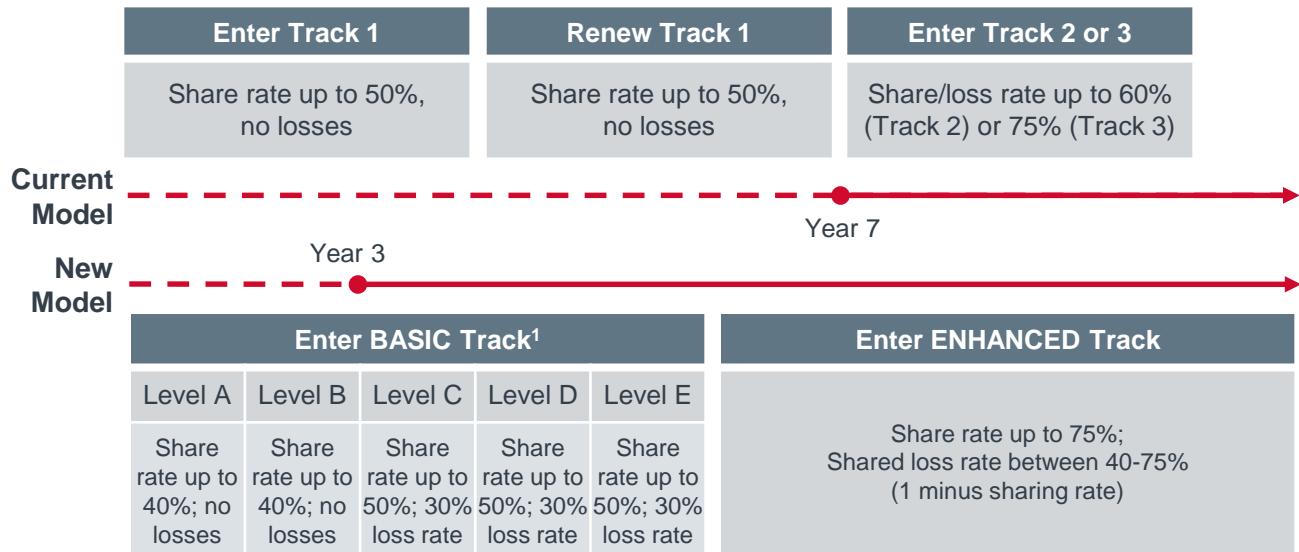 Enter Track 1
Renew Track 1
Enter Track 2 or 3
Share rate up to 50%,
no losses
Share rate up to 50%,
no losses
Share/loss rate up to 60%
(Track 2) or 75% (Track 3)
Current
Model
Year 7
Year 3
New
Model
Enter BASIC Track¹
Enter ENHANCED Track
Level A
Level B
Level C
Level D
Level E
Share
rate up to
40%; no
losses
Share
rate up to
40%; no
losses
Share
rate up to
50%; 30%
loss rate
Share
rate up to
50%; 30%
loss rate
Share
rate up to
50%; 30%
loss rate
Share rate up to 75%;
Shared loss rate between 40-75%
(1 minus sharing rate)